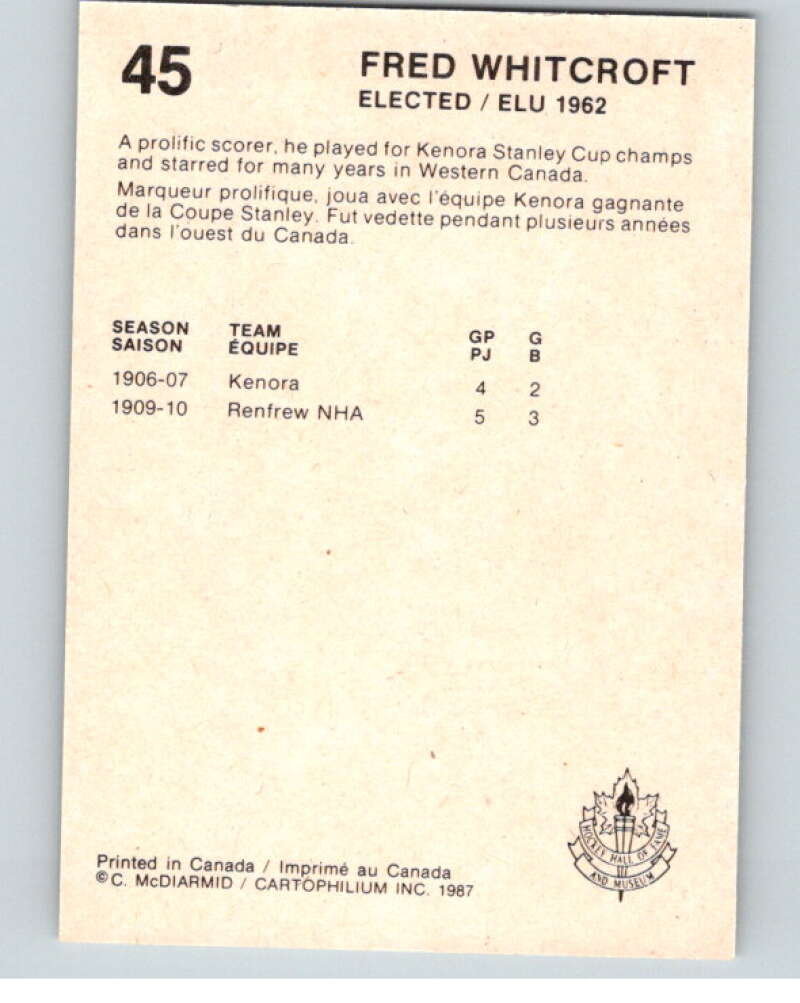 45
FRED WHITCROFT
ELECTED / ELU 1962
A prolific scorer, he played for Kenora Stanley Cup champs
and starred for many years in Western Canada.
Marqueur prolifique, joua avec l'équipe Kenora gagnante
de la Coupe Stanley. Fut vedette pendant plusieurs années
dans l'ouest du Canada.
SEASON TEAM GP G
SAISON ÉQUIPE PJ B
1906-07 Kenora 4 2
1909-10 Renfrew NHA 5 3
HOCKEY HALL OF FAME
AND MUSEUM
Printed in Canada / Imprimé au Canada
©C. McDIARMID / CARTOPHILIUM INC. 1987